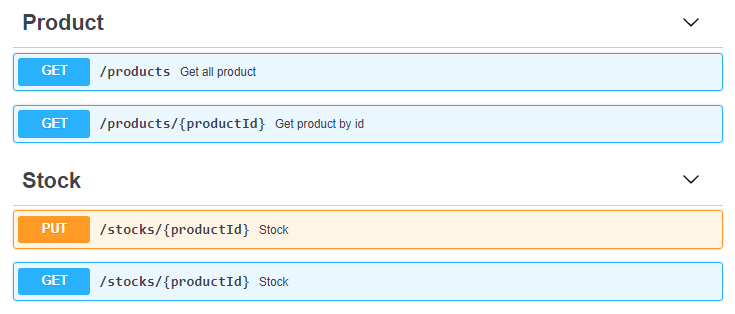 Product
GET /products Get all product
GET /products/{productId} Get product by id
Stock
PUT /stocks/{productId} Stock
GET /stocks/{productId} Stock